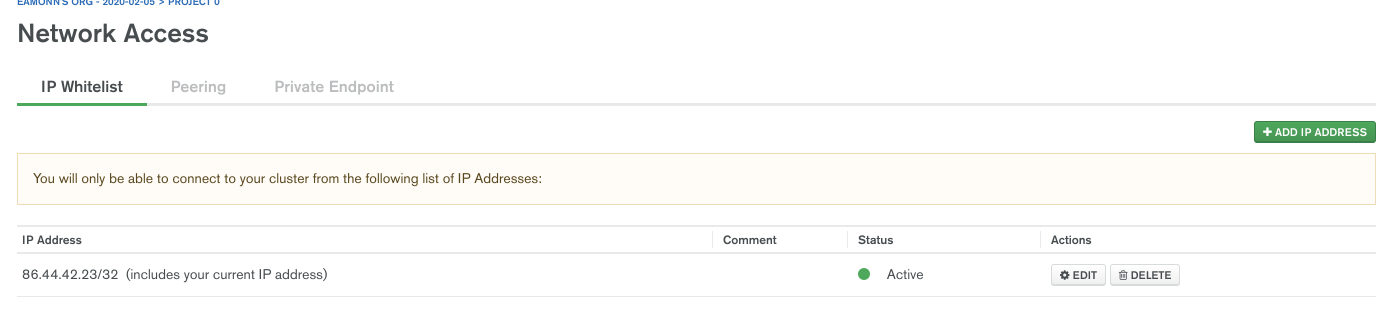 EAMONN'S ORG - 2020-02-05 > PROJECT 0
Network Access
IP Whitelist Peering Private Endpoint
+ ADD IP ADDRESS
You will only be able to connect to your cluster from the following list of IP Addresses:
IP Address Comment Status Actions
86.44.42.23/32 (includes your current IP address) Active EDIT DELETE